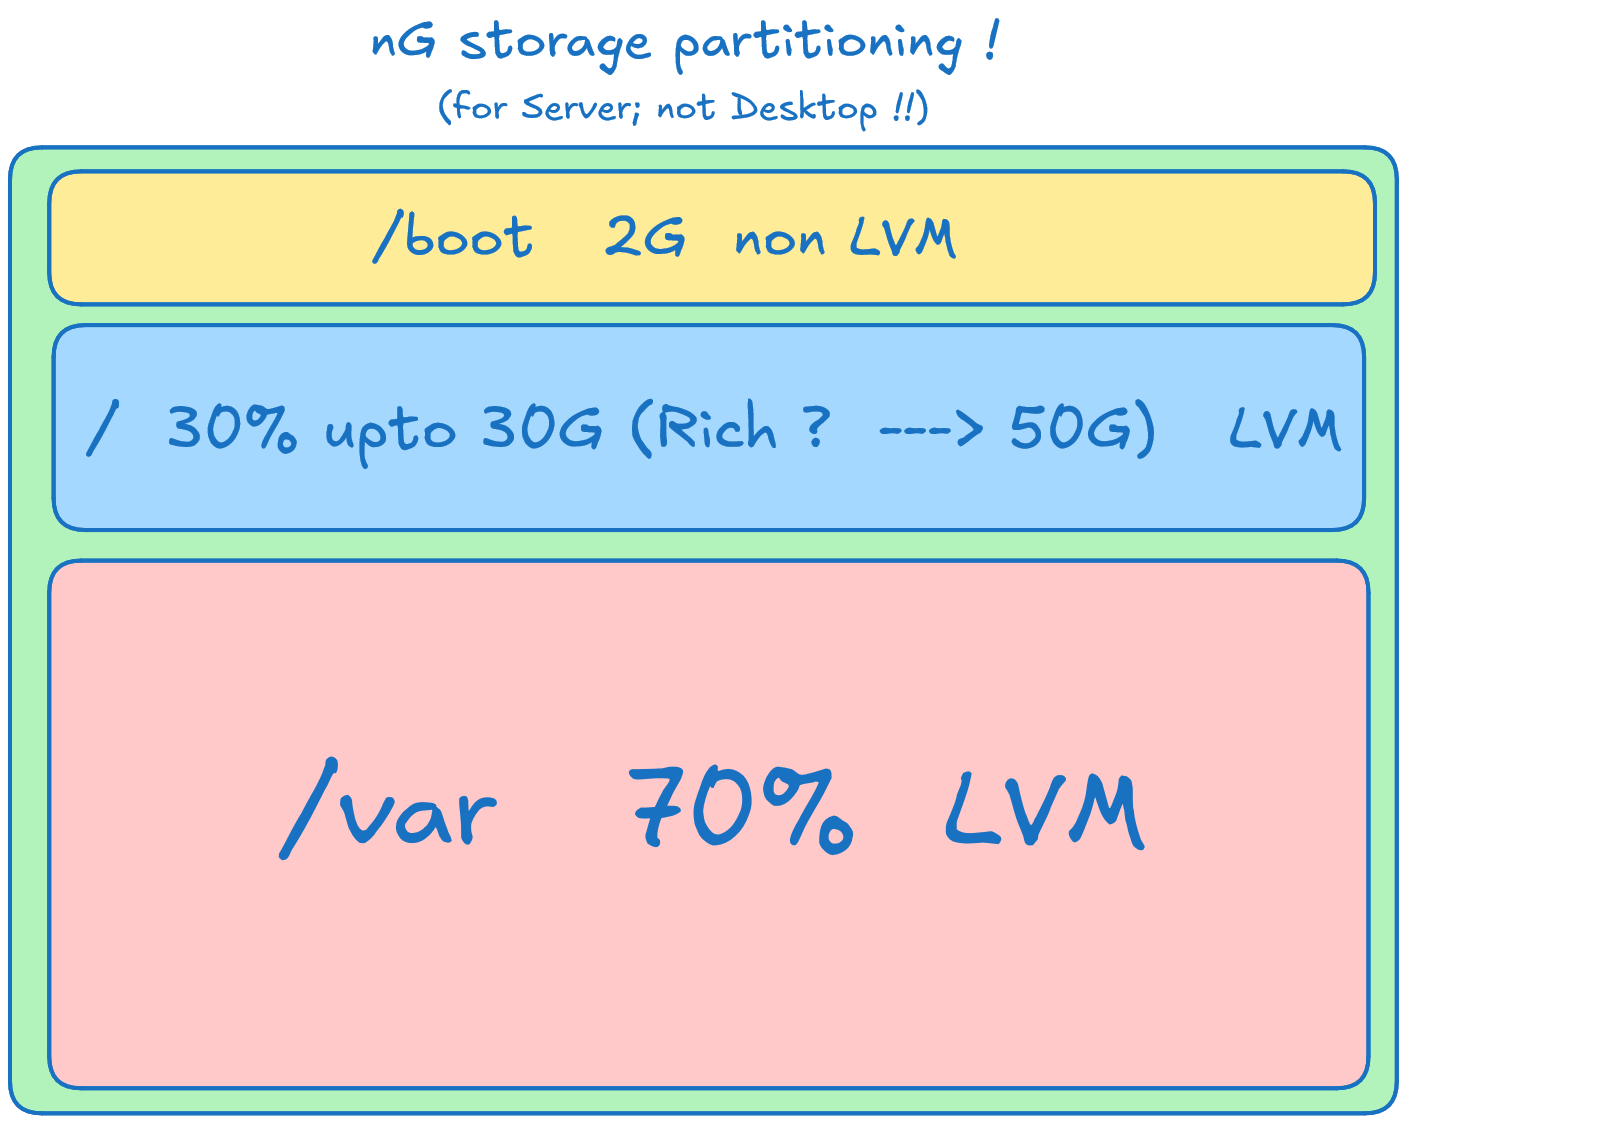 nG storage partitioning !
(for Server; not Desktop !!)
/boot 2G non LVM
/ 30% upto 30G (Rich ? ----> 50G) LVM
/var 70% LVM